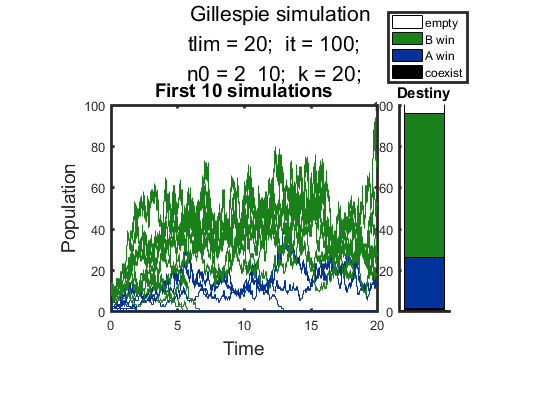 Gillespie simulation
tlim = 20;  it = 100;
n0 = 2  10;  k = 20;
empty
B win
A win
coexist
First 10 simulations
Destiny
Population
100
80
60
40
20
0
0
5
10
15
20
Time
100
80
60
40
20
0